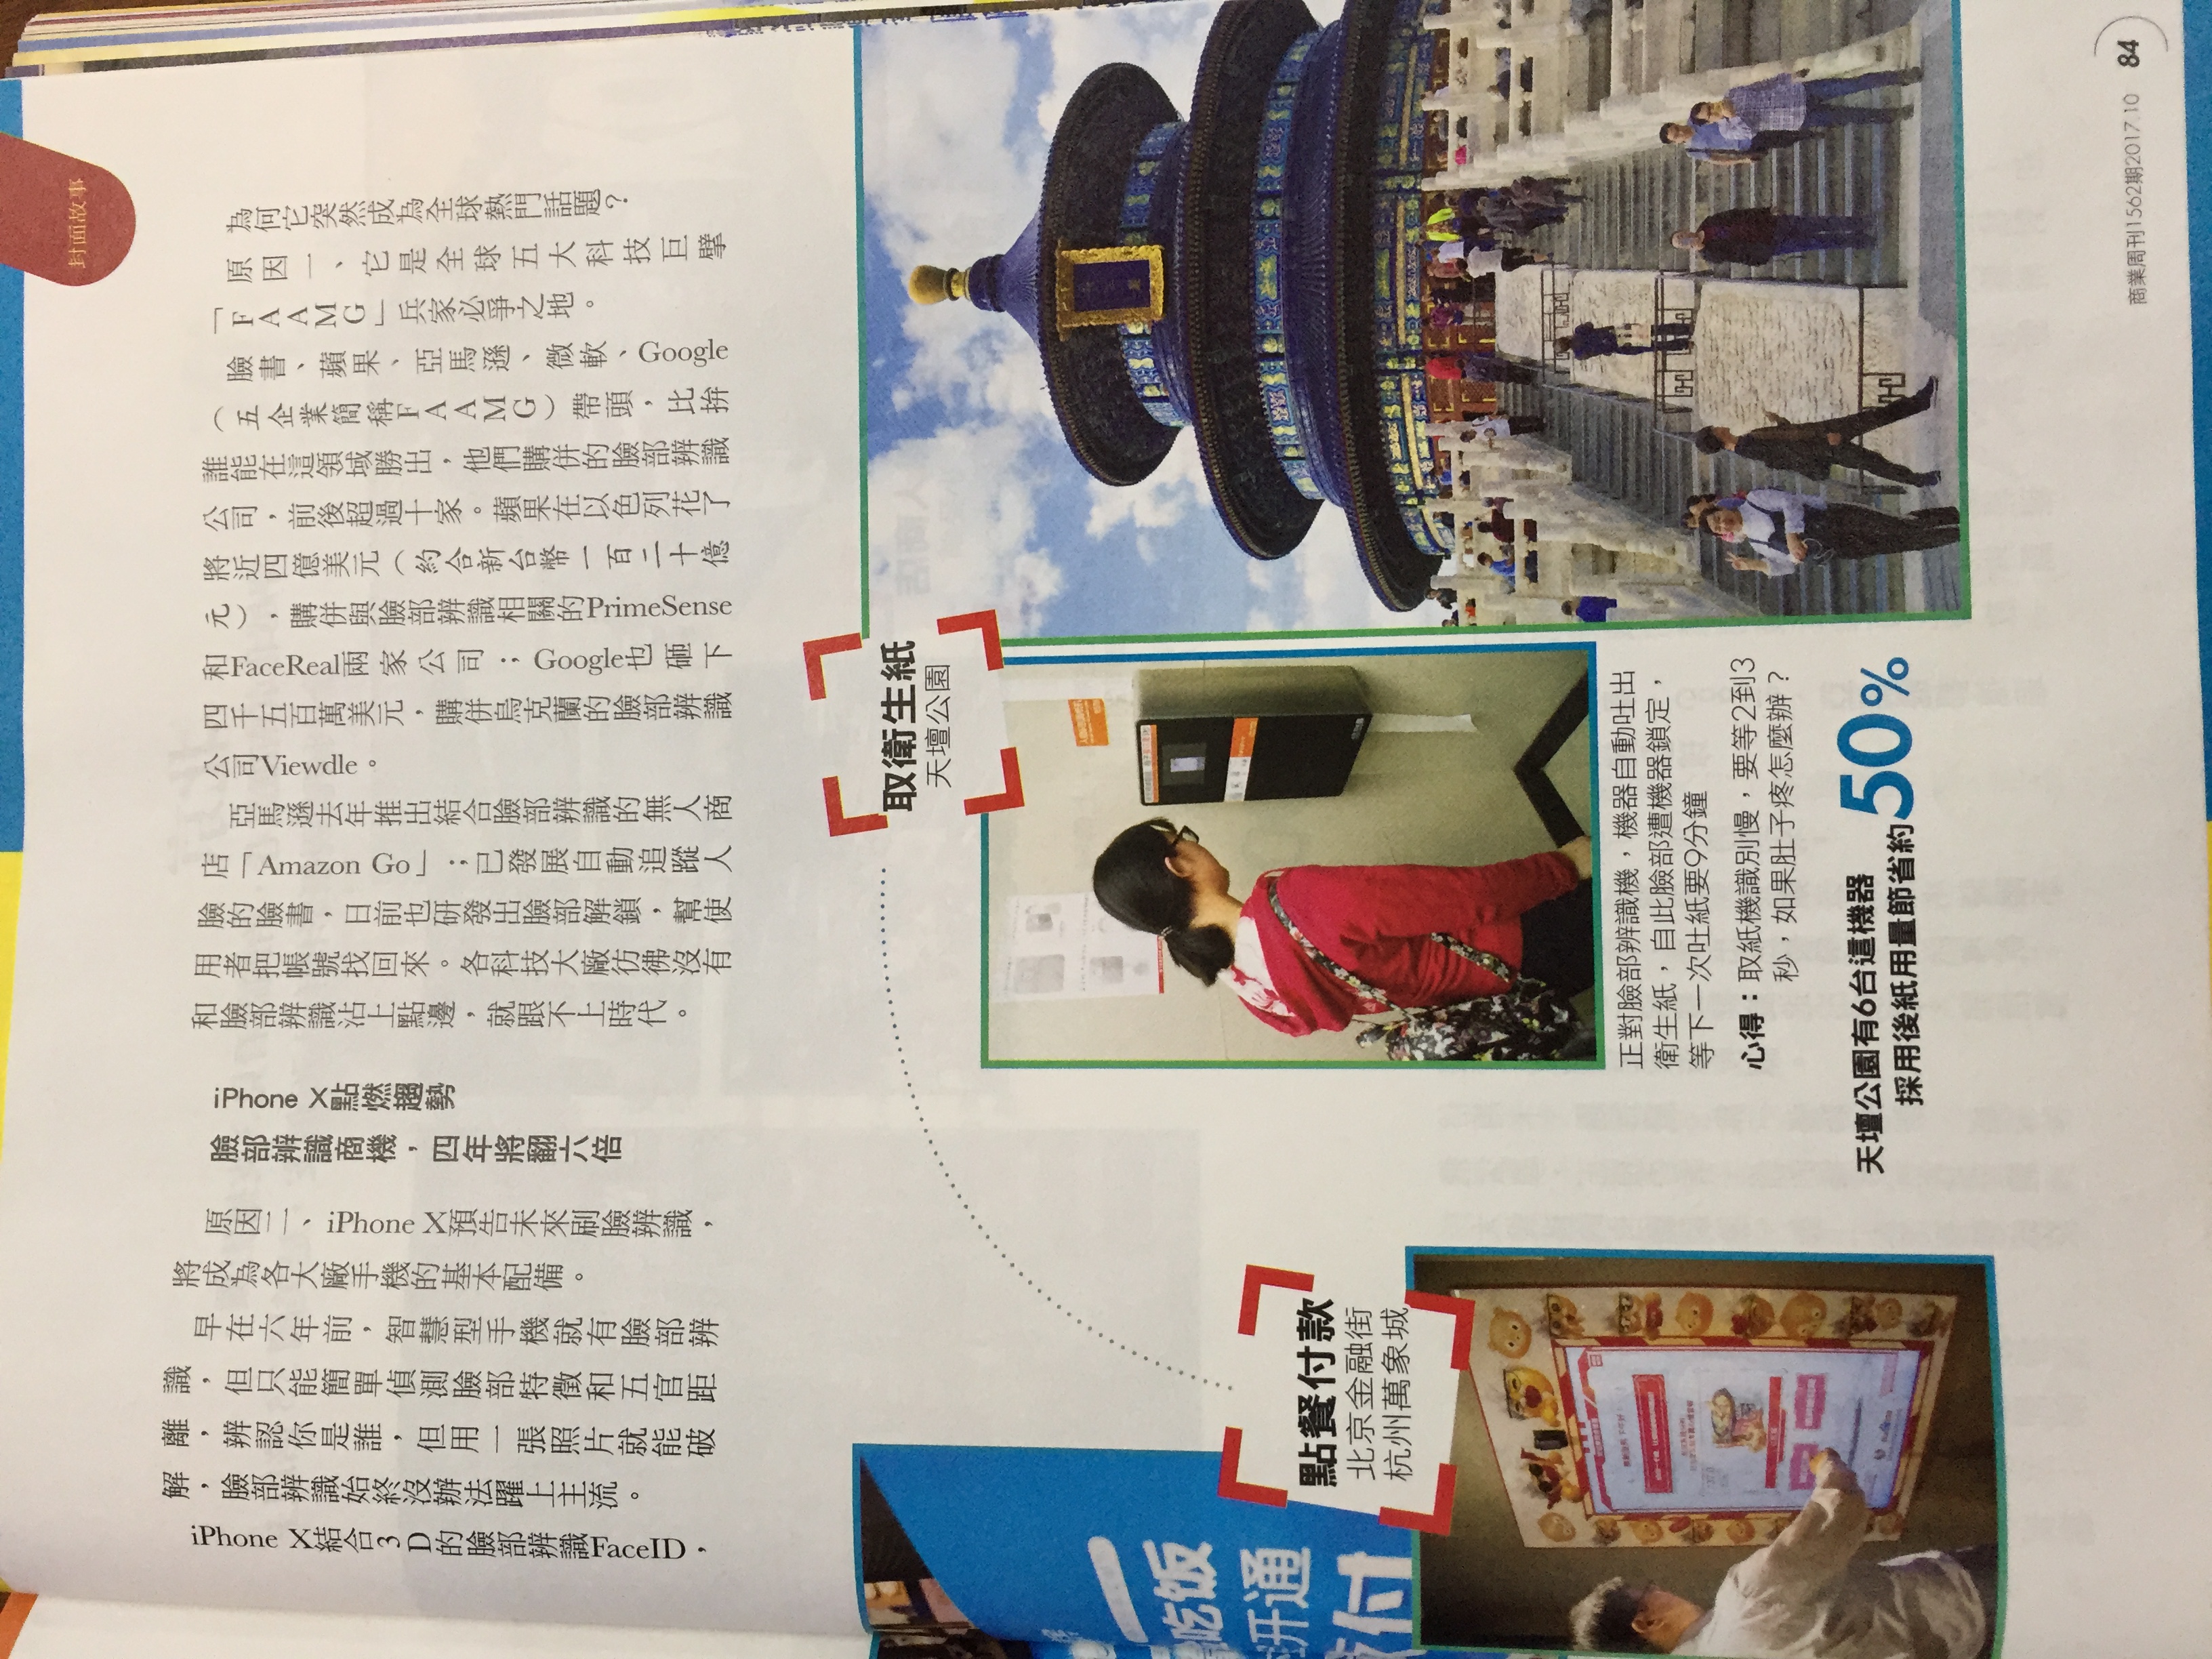 封面故事
為何它突然成為全球熱門話題？
原因一、它是全球五大科技巨擘
「FAAMG」兵家必爭之地。
臉書、蘋果、亞馬遜、微軟、Google
（五企業簡稱FAAMG）帶頭，比拚
誰能在這領域勝出，他們購併的臉部辨識
公司，前後超過十家。蘋果在以色列花了
將近四億美元（約合新台幣一百二十億
元），購併與臉部辨識相關的PrimeSense
和FaceReal兩家公司；Google也砸下
四千五百萬美元，購併烏克蘭的臉部辨識
公司Viewdle。
亞馬遜去年推出結合臉部辨識的無人商
店「Amazon Go」；已發展自動追蹤人
臉的臉書，日前也研發出臉部解鎖，幫使
用者把帳號找回來。各科技大廠彷彿沒有
和臉部辨識沾上點邊，就跟不上時代。
iPhone X點燃趨勢
臉部辨識商機，四年將翻六倍
原因二、iPhone X預告未來刷臉辨識，
將成為各大廠手機的基本配備。
早在六年前，智慧型手機就有臉部辨
識，但只能簡單偵測臉部特徵和五官距
離，辨認你是誰，但用一張照片就能破
解，臉部辨識始終沒辦法躍上主流。
iPhone X結合3D的臉部辨識FaceID，
取衛生紙
天壇公園
正對臉部辨識機，機器自動吐出
衛生紙，自此臉部遭機器鎖定，
等下一次吐紙要9分鐘
心得：取紙機識別慢，要等2到3
秒，如果肚子疼怎麼辦？
天壇公園有6台這機器
採用後紙用量節省約50%
吃饭
开通
付
點餐付款
北京金融街
杭州萬象城
商業周刊1562期2017.10 84